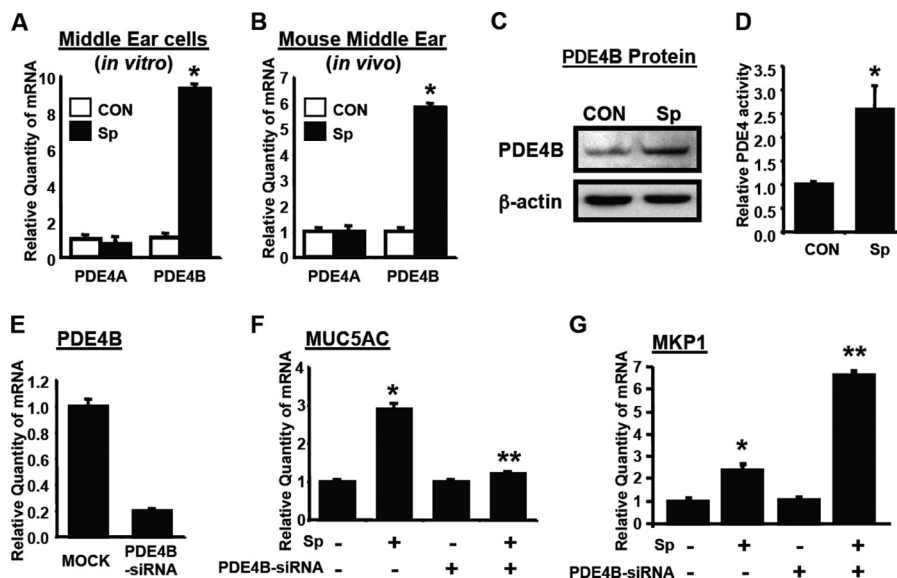 A
Middle Ear cells
(in vitro)
Relative Quantity of mRNA
10
8
6
4
2
0
CON
Sp
*
PDE4A
PDE4B
B
Mouse Middle Ear
(in vivo)
Relative Quantity of mRNA
7
6
5
4
3
2
1
0
CON
Sp
*
PDE4A
PDE4B
C
PDE4B Protein
CON Sp
PDE4B
β-actin
D
Relative PDE4 activity
3.5
3.0
2.5
2.0
1.5
1.0
0.5
0.0
*
CON
Sp
E
PDE4B
Relative Quantity of mRNA
1.2
1.0
0.8
0.6
0.4
0.2
0.0
MOCK
PDE4B
-siRNA
F
MUC5AC
Relative Quantity of mRNA
4
3
2
1
0
*
**
Sp - + - +
PDE4B-siRNA - - + +
G
MKP1
Relative Quantity of mRNA
7
6
5
4
3
2
1
0
*
**
Sp - + - +
PDE4B-siRNA - - + +